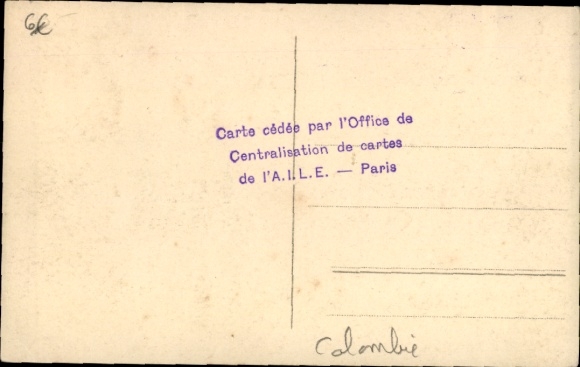 6€
Carte cédée par l'Office de
Centralisation de cartes
de l'A.I.L.E. — Paris
Colombie